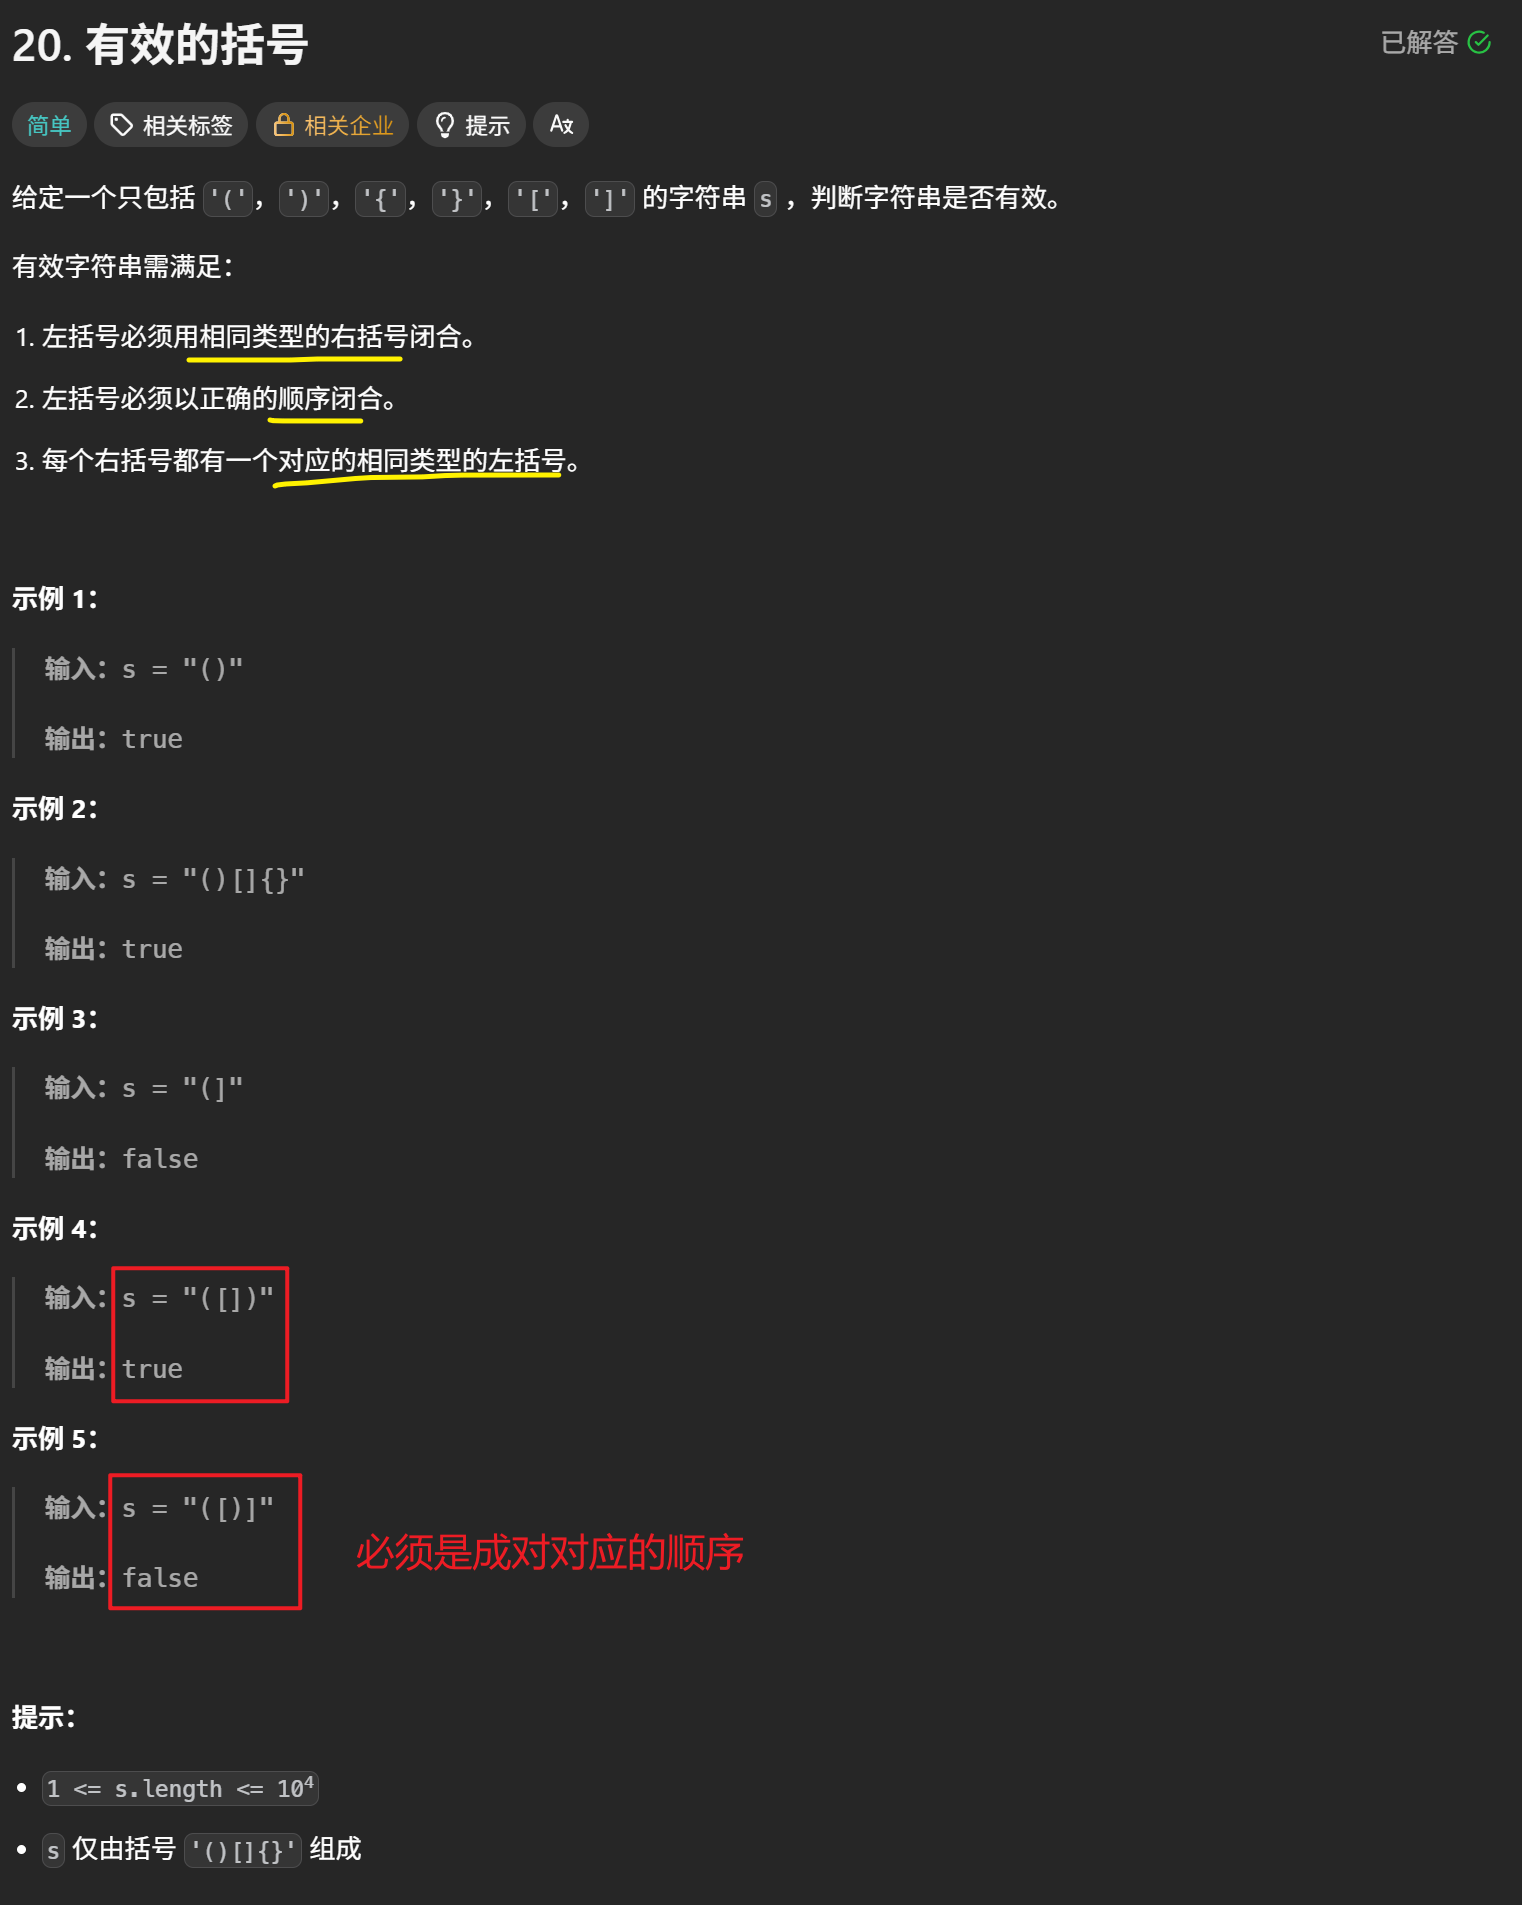 20. 有效的括号
已解答
简单 相关标签 相关企业 提示
给定一个只包括 '('，')'，'{'，'}'，'['，']' 的字符串 s ，判断字符串是否有效。
有效字符串需满足：
1. 左括号必须用相同类型的右括号闭合。
2. 左括号必须以正确的顺序闭合。
3. 每个右括号都有一个对应的相同类型的左括号。
示例 1：
输入：s = "()"
输出：true
示例 2：
输入：s = "()[]{}"
输出：true
示例 3：
输入：s = "(]"
输出：false
示例 4：
输入：s = "([])"
输出：true
示例 5：
输入：s = "([)]"
输出：false
必须是成对对应的顺序
提示：
• 1 <= s.length <= 10⁴
• s 仅由括号 '()[]{}' 组成